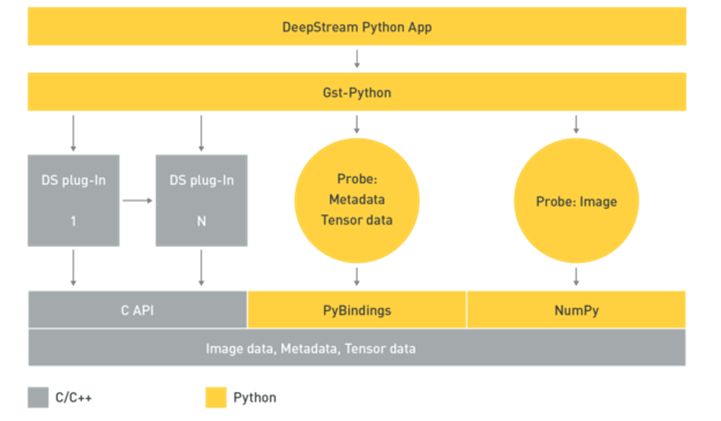 DeepStream Python App
Gst-Python
DS plug-In
1
DS plug-In
N
Probe:
Metadata
Tensor data
Probe: Image
C API
PyBindings
NumPy
Image data, Metadata, Tensor data
C/C++
Python